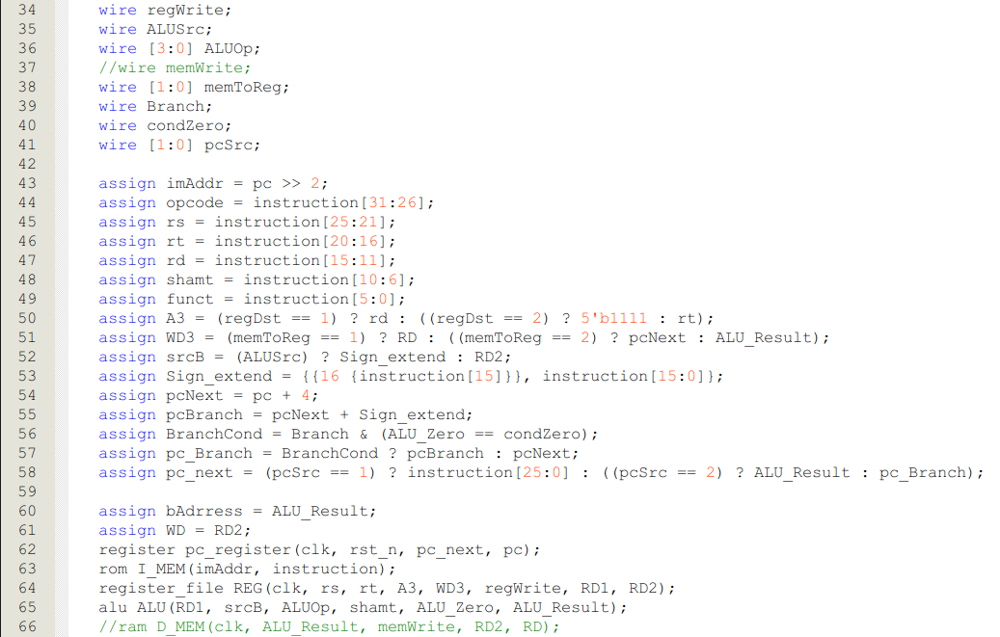 34 wire regWrite;
35 wire ALUSrc;
36 wire [3:0] ALUOp;
37 //wire memWrite;
38 wire [1:0] memToReg;
39 wire Branch;
40 wire condZero;
41 wire [1:0] pcSrc;
42
43 assign imAddr = pc >> 2;
44 assign opcode = instruction[31:26];
45 assign rs = instruction[25:21];
46 assign rt = instruction[20:16];
47 assign rd = instruction[15:11];
48 assign shamt = instruction[10:6];
49 assign funct = instruction[5:0];
50 assign A3 = (regDst == 1) ? rd : ((regDst == 2) ? 5'b1111 : rt);
51 assign WD3 = (memToReg == 1) ? RD : ((memToReg == 2) ? pcNext : ALU_Result);
52 assign srcB = (ALUSrc) ? Sign_extend : RD2;
53 assign Sign_extend = {{16 {instruction[15]}}, instruction[15:0]};
54 assign pcNext = pc + 4;
55 assign pcBranch = pcNext + Sign_extend;
56 assign BranchCond = Branch & (ALU_Zero == condZero);
57 assign pc_Branch = BranchCond ? pcBranch : pcNext;
58 assign pc_next = (pcSrc == 1) ? instruction[25:0] : ((pcSrc == 2) ? ALU_Result : pc_Branch);
59
60 assign bAdrress = ALU_Result;
61 assign WD = RD2;
62 register pc_register(clk, rst_n, pc_next, pc);
63 rom I_MEM(imAddr, instruction);
64 register_file REG(clk, rs, rt, A3, WD3, regWrite, RD1, RD2);
65 alu ALU(RD1, srcB, ALUOp, shamt, ALU_Zero, ALU_Result);
66 //ram D_MEM(clk, ALU_Result, memWrite, RD2, RD);